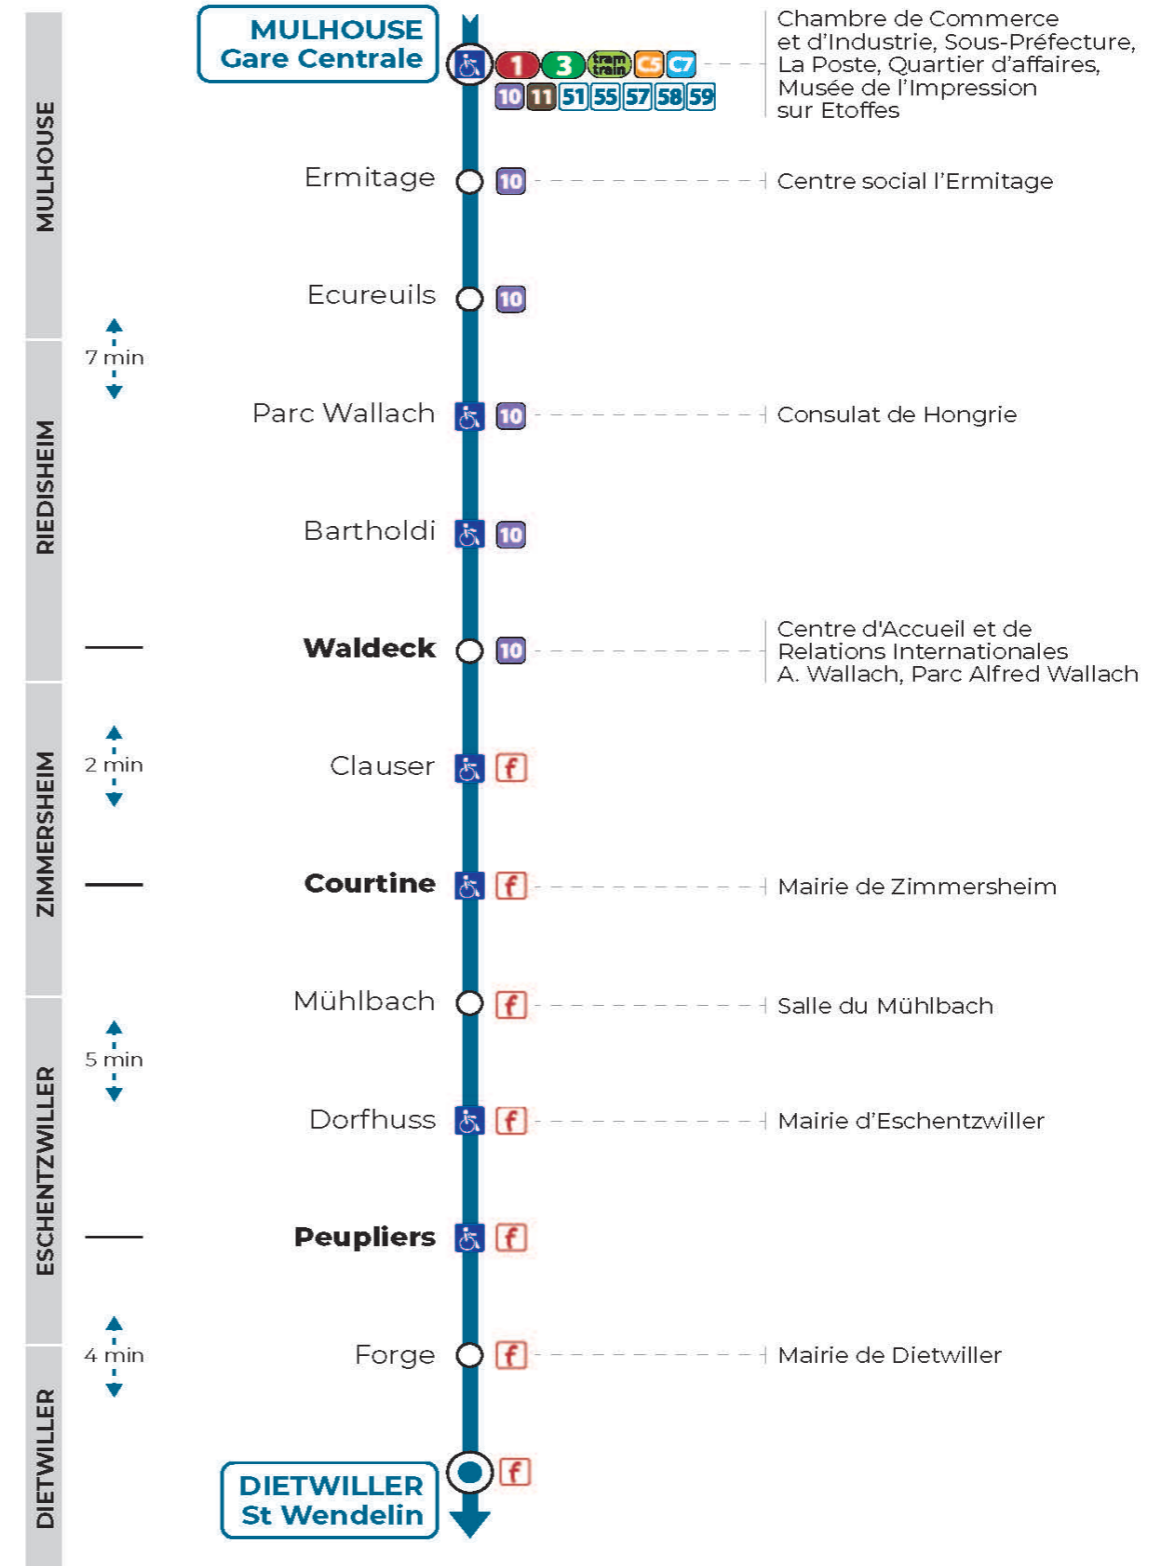 MULHOUSE
Gare Centrale
1 3 tram train C5 C7
10 11 51 55 57 58 59
Chambre de Commerce
et d'Industrie, Sous-Préfecture,
La Poste, Quartier d'affaires,
Musée de l'Impression
sur Etoffes
MULHOUSE
Ermitage 10 Centre social l'Ermitage
Ecureuils 10
7 min
RIEDISHEIM
Parc Wallach 10 Consulat de Hongrie
Bartholdi 10
Waldeck 10
Centre d'Accueil et de
Relations Internationales
A. Wallach, Parc Alfred Wallach
ZIMMERSHEIM
2 min
Clauser f
Courtine f Mairie de Zimmersheim
Mühlbach f Salle du Mühlbach
ESCHENTZWILLER
5 min
Dorfhuss f Mairie d'Eschentzwiller
Peupliers f
4 min
Forge f Mairie de Dietwiller
DIETWILLER
DIETWILLER
St Wendelin
f